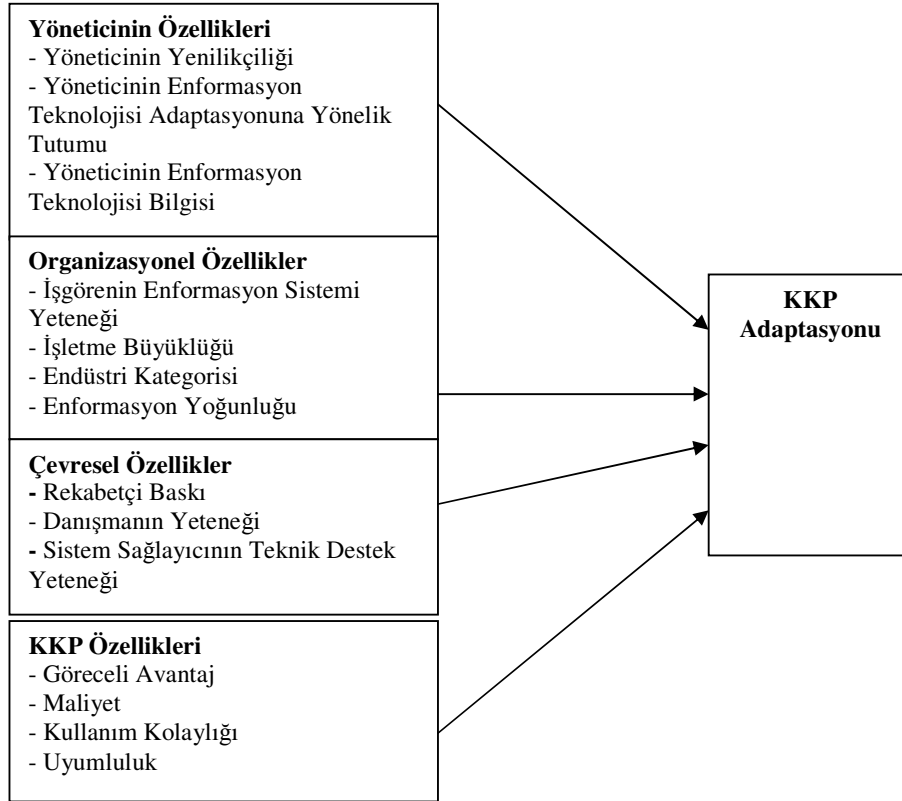 Yöneticinin Özellikleri
- Yöneticinin Yenilikçiliği
- Yöneticinin Enformasyon
Teknolojisi Adaptasyonuna Yönelik
Tutumu
- Yöneticinin Enformasyon
Teknolojisi Bilgisi
Organizasyonel Özellikler
- İşgörenin Enformasyon Sistemi
Yeteneği
- İşletme Büyüklüğü
- Endüstri Kategorisi
- Enformasyon Yoğunluğu
Çevresel Özellikler
- Rekabetçi Baskı
- Danışmanın Yeteneği
- Sistem Sağlayıcının Teknik Destek
Yeteneği
KKP Özellikleri
- Göreceli Avantaj
- Maliyet
- Kullanım Kolaylığı
- Uyumluluk
KKP
Adaptasyonu